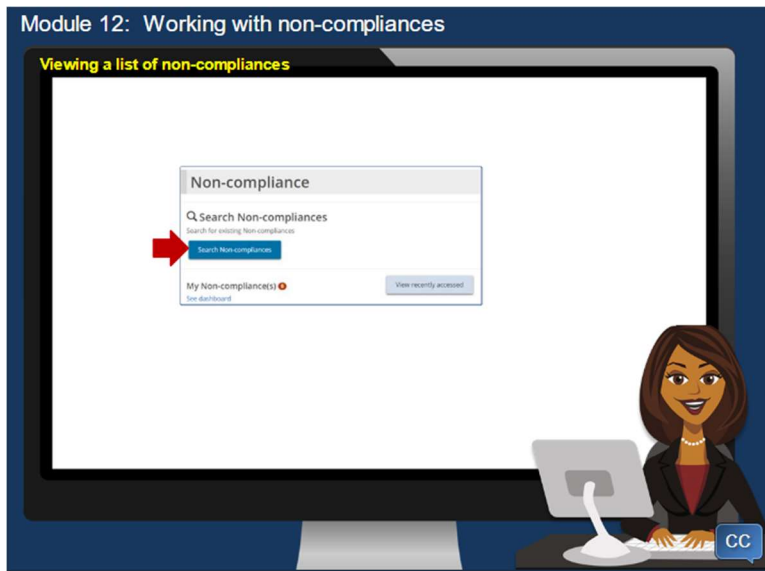 Module 12: Working with non-compliances
Viewing a list of non-compliances
Non-compliance
Search Non-compliances
Search for existing Non-compliances
Search Non-compliances
My Non-compliance(s)
View recently accessed
See dashboard
CC